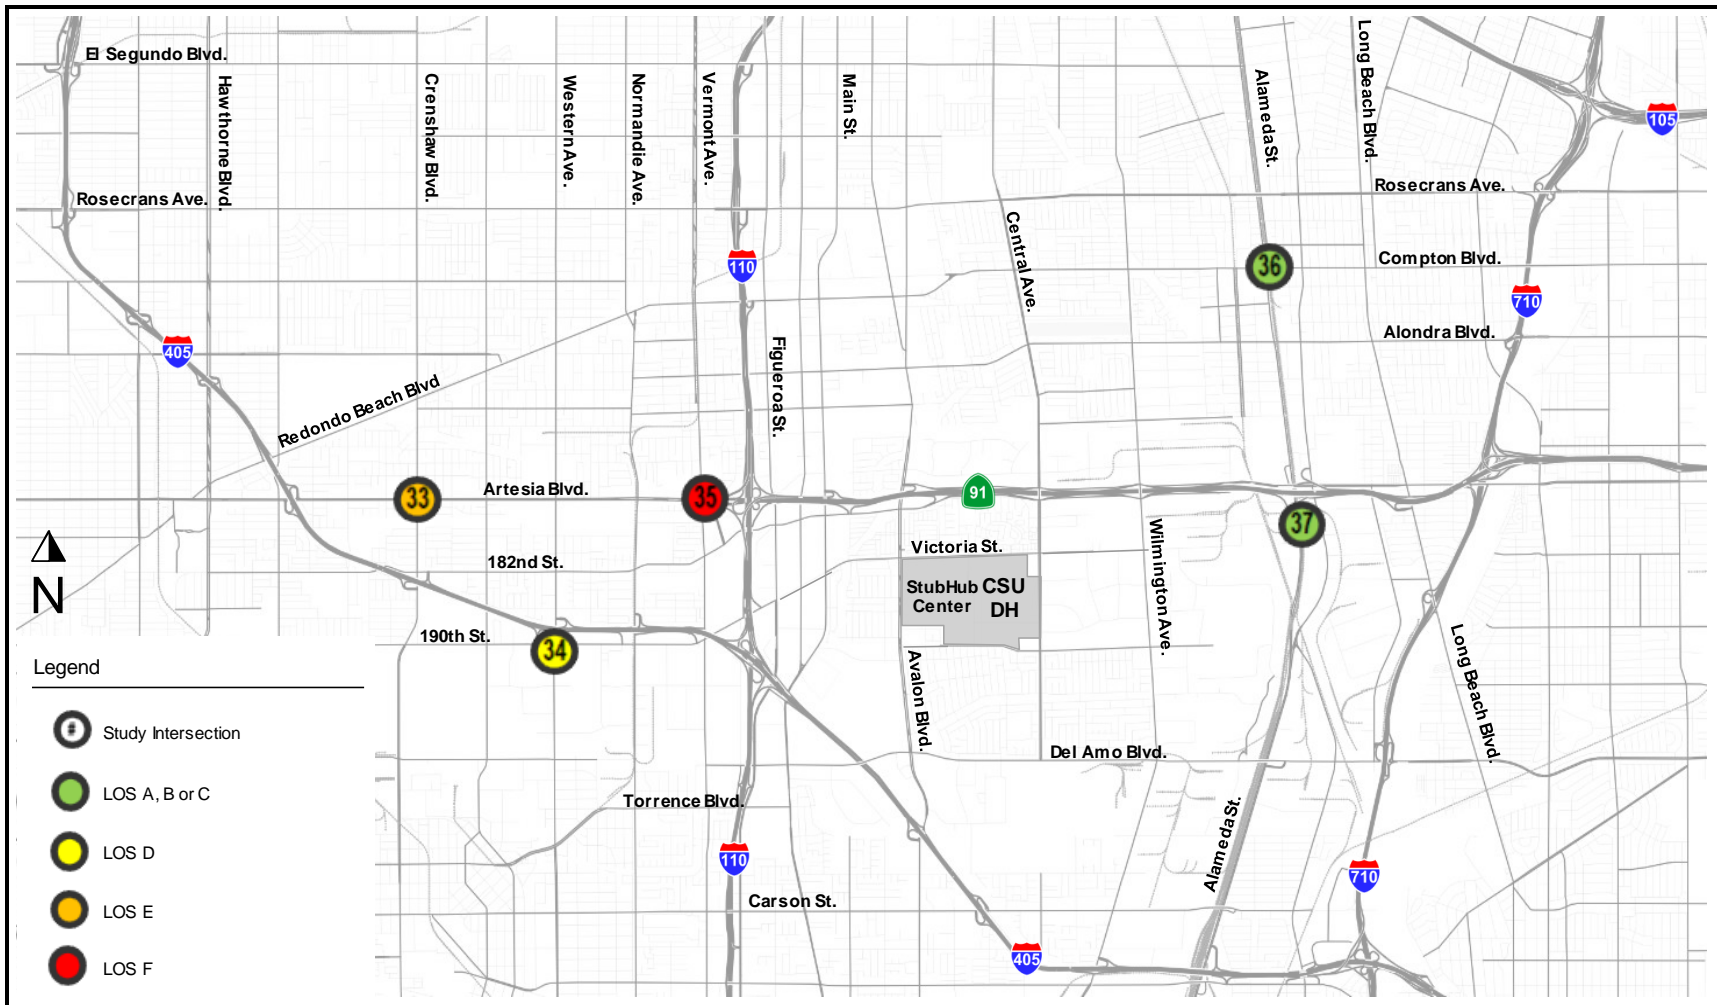 El Segundo Blvd.
Hawthorne Blvd.
Crenshaw Blvd.
Western Ave.
Normandie Ave.
Vermont Ave.
Main St.
Alameda St.
Long Beach Blvd.
105
Rosecrans Ave.
Rosecrans Ave.
Central Ave.
110
36
Compton Blvd.
710
Alondra Blvd.
405
Figueroa St.
Redondo Beach Blvd
33
Artesia Blvd.
35
91
37
Wilmington Ave.
Victoria St.
182nd St.
StubHub
Center
CSU
DH
N
190th St.
34
Avalon Blvd.
Long Beach Blvd.
Del Amo Blvd.
Torrence Blvd.
Alameda St.
110
710
Carson St.
405
Legend
#
Study Intersection
LOS A, B or C
LOS D
LOS E
LOS F